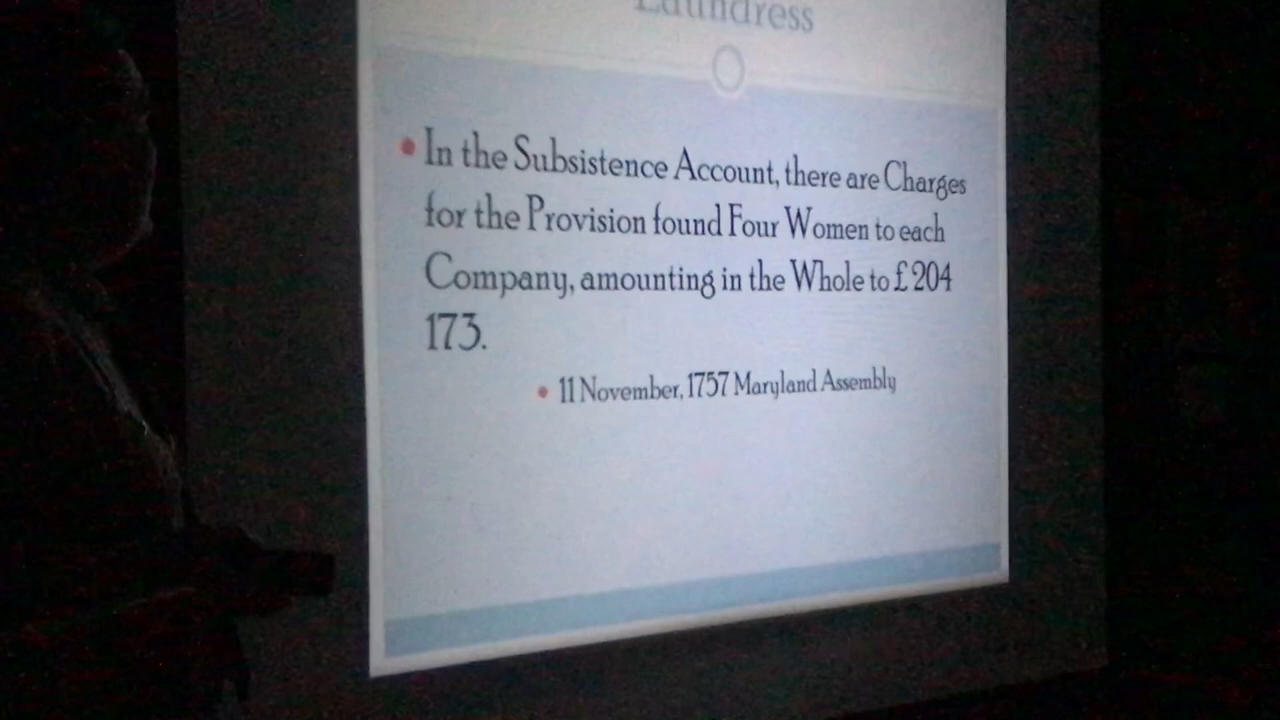 Laundress
In the Subsistence Account, there are Charges
for the Provision found Four Women to each
Company, amounting in the Whole to £ 204
173.
11 November, 1757 Maryland Assembly